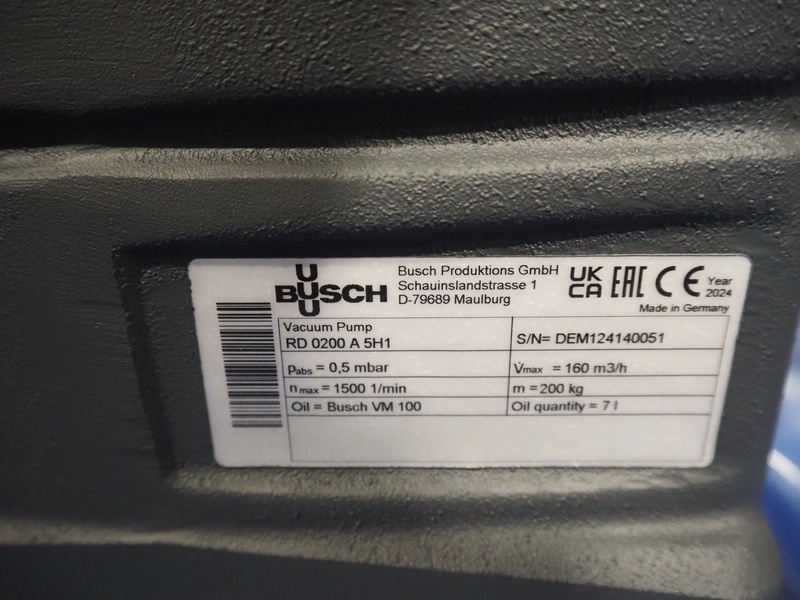 BUSCH
Busch Produktions GmbH
Schauinslandstrasse 1
D-79689 Maulburg
UK
CA EAC CE
Year
2024
Made in Germany
Vacuum Pump
RD 0200 A 5H1
S/N= DEM124140051
Pabs = 0,5 mbar
V̇max = 160 m3/h
n max = 1500 1/min
m = 200 kg
Oil = Busch VM 100
Oil quantity = 7 l